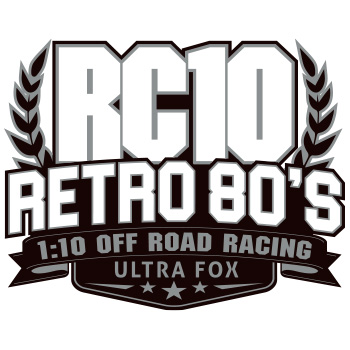 RC10
RETRO 80'S
1:10 OFF ROAD RACING
ULTRA FOX